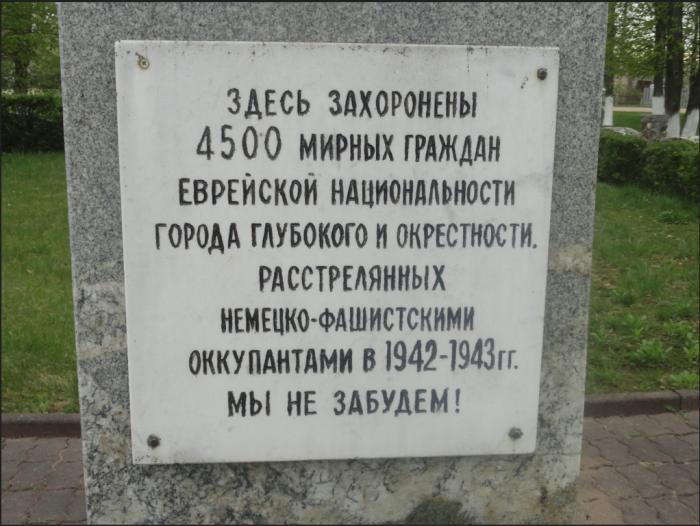 ЗДЕСЬ ЗАХОРОНЕНЫ
4500 МИРНЫХ ГРАЖДАН
ЕВРЕЙСКОЙ НАЦИОНАЛЬНОСТИ
ГОРОДА ГЛУБОКОГО И ОКРЕСТНОСТИ.
РАССТРЕЛЯННЫХ
НЕМЕЦКО-ФАШИСТСКИМИ
ОККУПАНТАМИ В 1942-1943ГГ.
МЫ НЕ ЗАБУДЕМ!